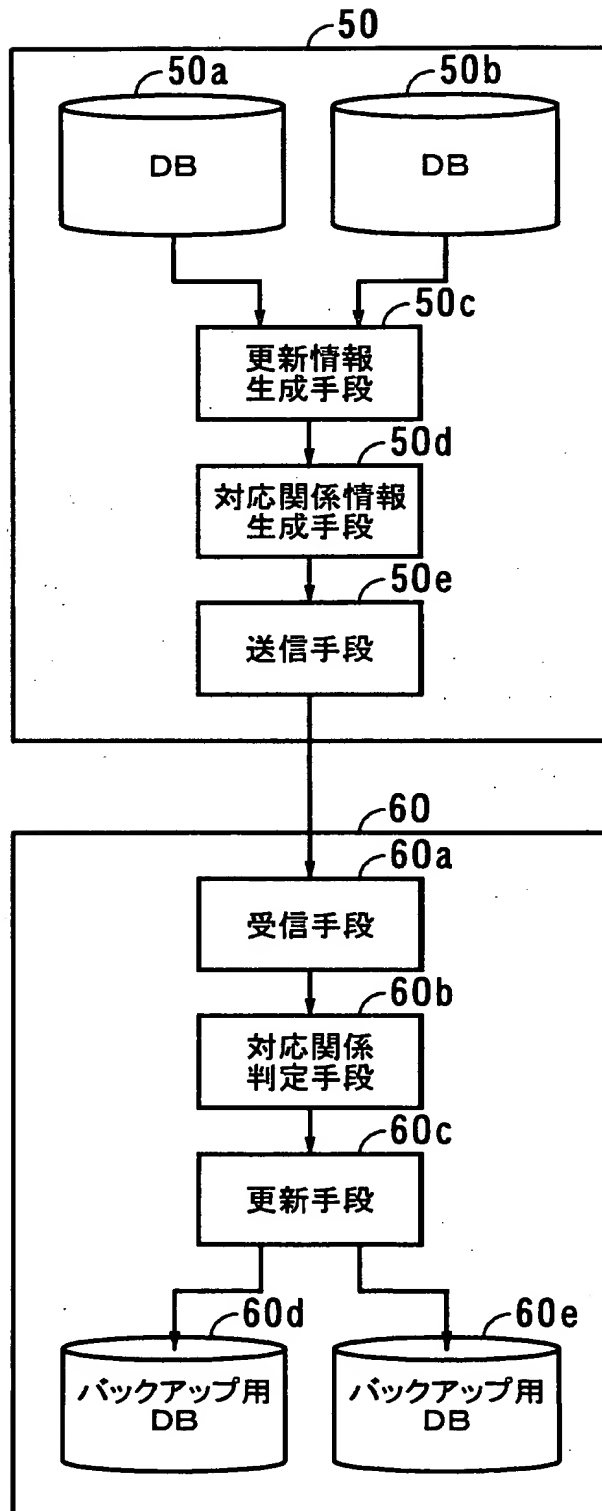 50
50a
50b
DB
DB
50c
更新情報
生成手段
50d
対応関係情報
生成手段
50e
送信手段
60
60a
受信手段
60b
対応関係
判定手段
60c
更新手段
60d
60e
バックアップ用
DB
バックアップ用
DB